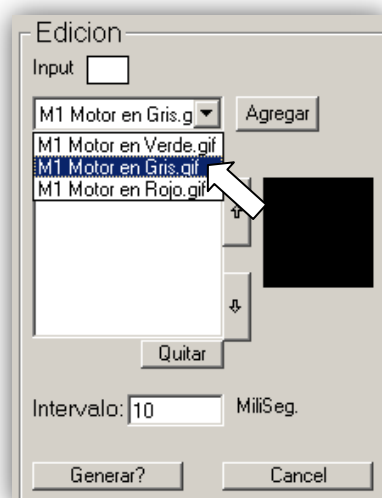 Edicion
Input
M1 Motor en Gris.g
Agregar
M1 Motor en Verde.gif
M1 Motor en Gris.gif
M1 Motor en Rojo.gif
Quitar
Intervalo: 10 MiliSeg.
Generar? Cancel